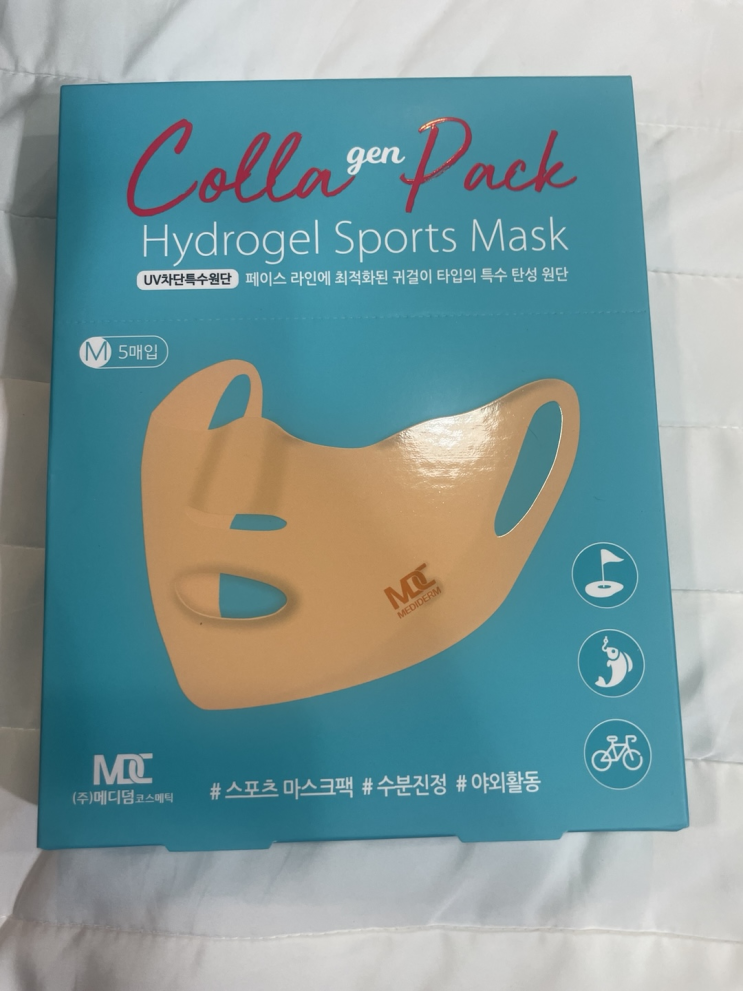 Collagen Pack
Hydrogel Sports Mask
UV차단특수원단 페이스 라인에 최적화된 귀걸이 타입의 특수 탄성 원단
M 5매입
MDC
MEDIDERM
MDC
(주)메디덤코스메틱
# 스포츠 마스크팩 # 수분진정 # 야외활동